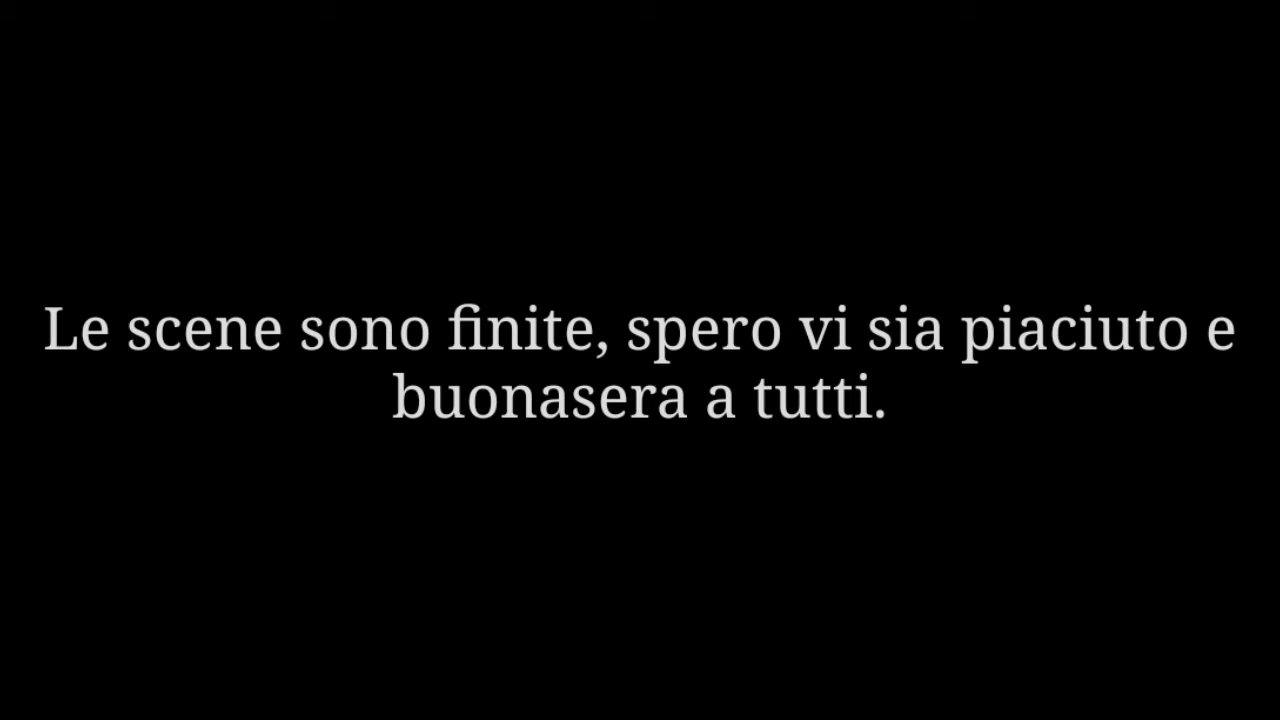 Le scene sono finite, spero vi sia piaciuto e
buonasera a tutti.